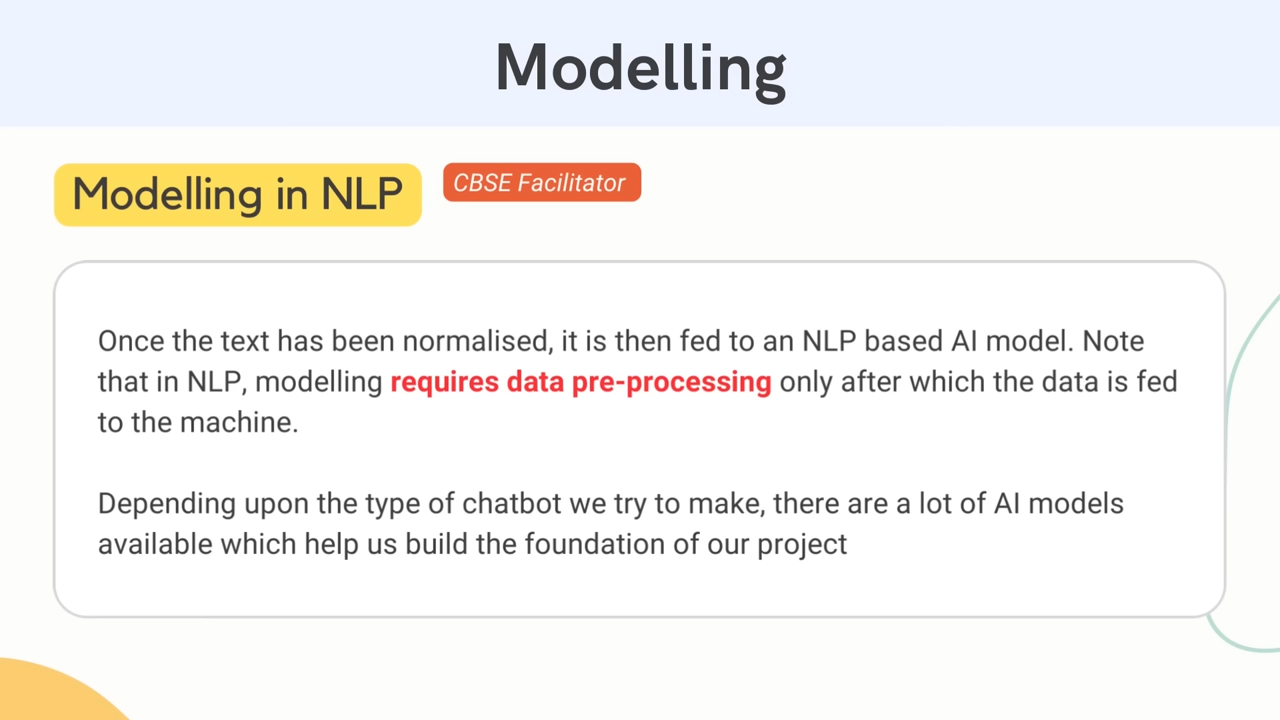 Modelling
Modelling in NLP
CBSE Facilitator
Once the text has been normalised, it is then fed to an NLP based AI model. Note
that in NLP, modelling requires data pre-processing only after which the data is fed
to the machine.
Depending upon the type of chatbot we try to make, there are a lot of AI models
available which help us build the foundation of our project